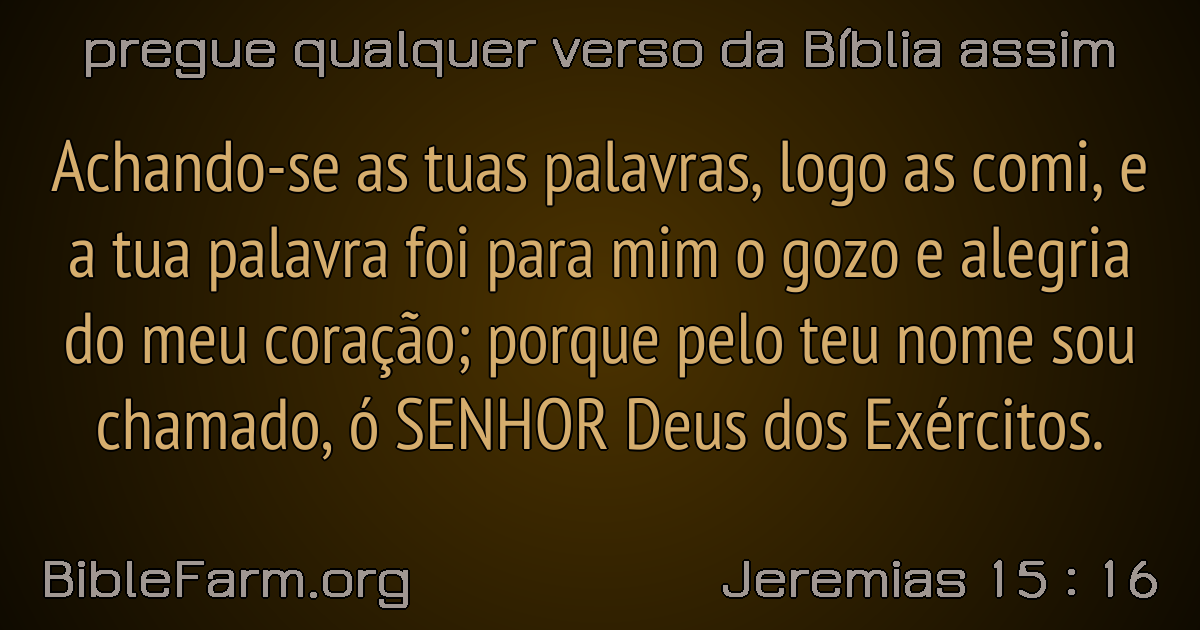 pregue qualquer verso da Bíblia assim
Achando-se as tuas palavras, logo as comi, e
a tua palavra foi para mim o gozo e alegria
do meu coração; porque pelo teu nome sou
chamado, ó SENHOR Deus dos Exércitos.
BibleFarm.org
Jeremias 15 : 16